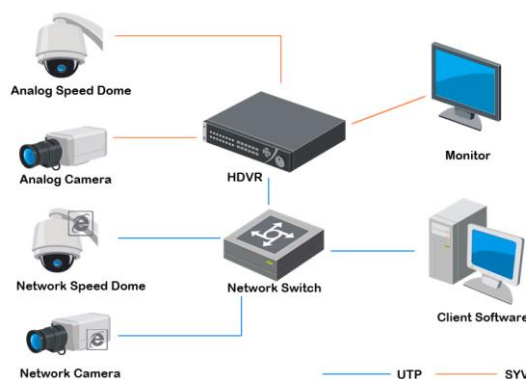 Analog Speed Dome
Analog Camera
HDVR
Monitor
Network Speed Dome
Network Switch
Client Software
Network Camera
UTP
SYV